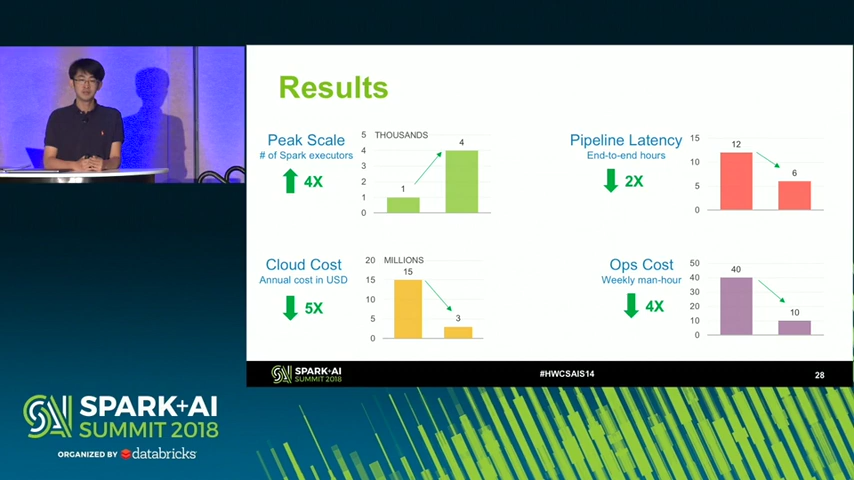 Results
Peak Scale
# of Spark executors
4X
THOUSANDS
5
4
3
2
1
0
1
4
Pipeline Latency
End-to-end hours
2X
15
10
5
0
12
6
Cloud Cost
Annual cost in USD
5X
MILLIONS
20
15
10
5
0
15
3
Ops Cost
Weekly man-hour
4X
50
40
30
20
10
0
40
10
SPARK+AI
SUMMIT 2018
#HWCSAIS14
28
SPARK+AI
SUMMIT 2018
ORGANIZED BY databricks